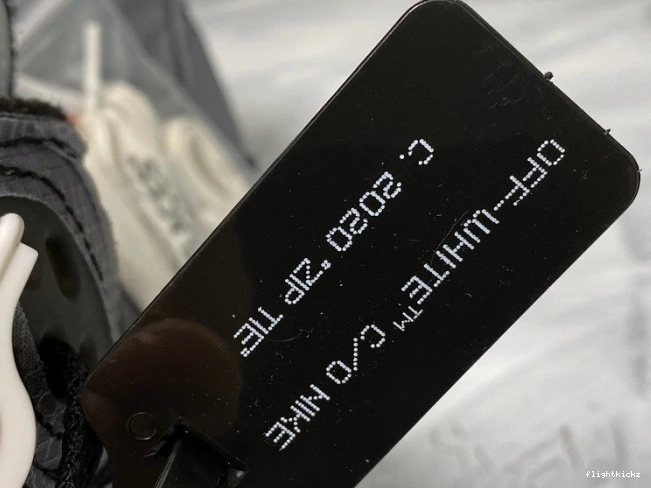 OFF-WHITE™ C/O NIKE
C. 2020. "ZIP TIE"
flightkickz